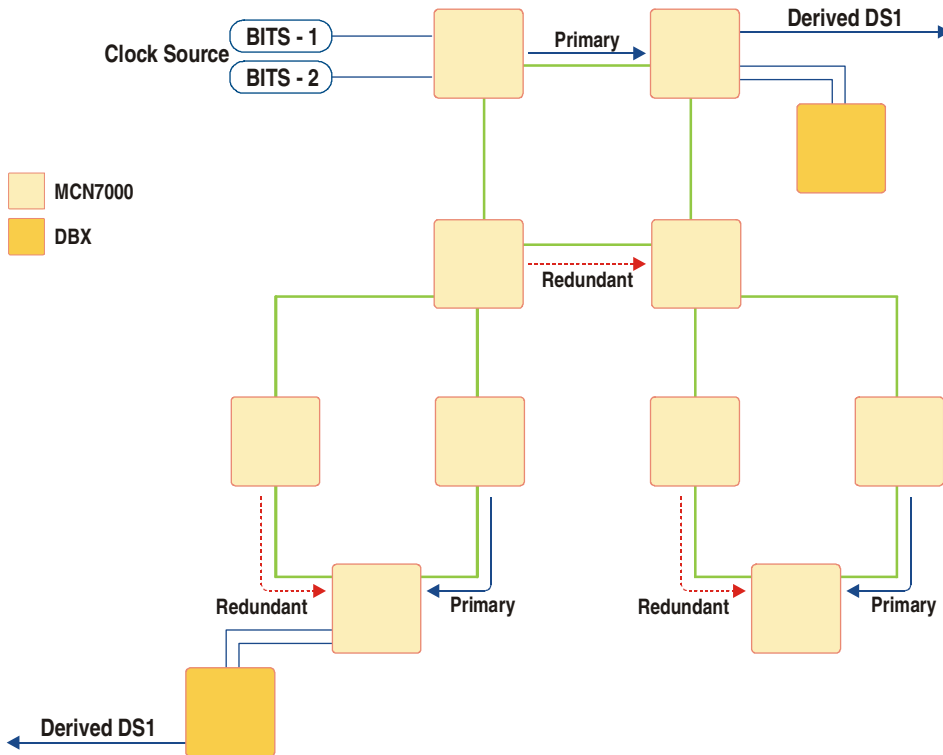 Derived DS1
Clock Source
BITS - 1
BITS - 2
Primary
MCN7000
DBX
Redundant
Redundant
Primary
Redundant
Primary
Derived DS1